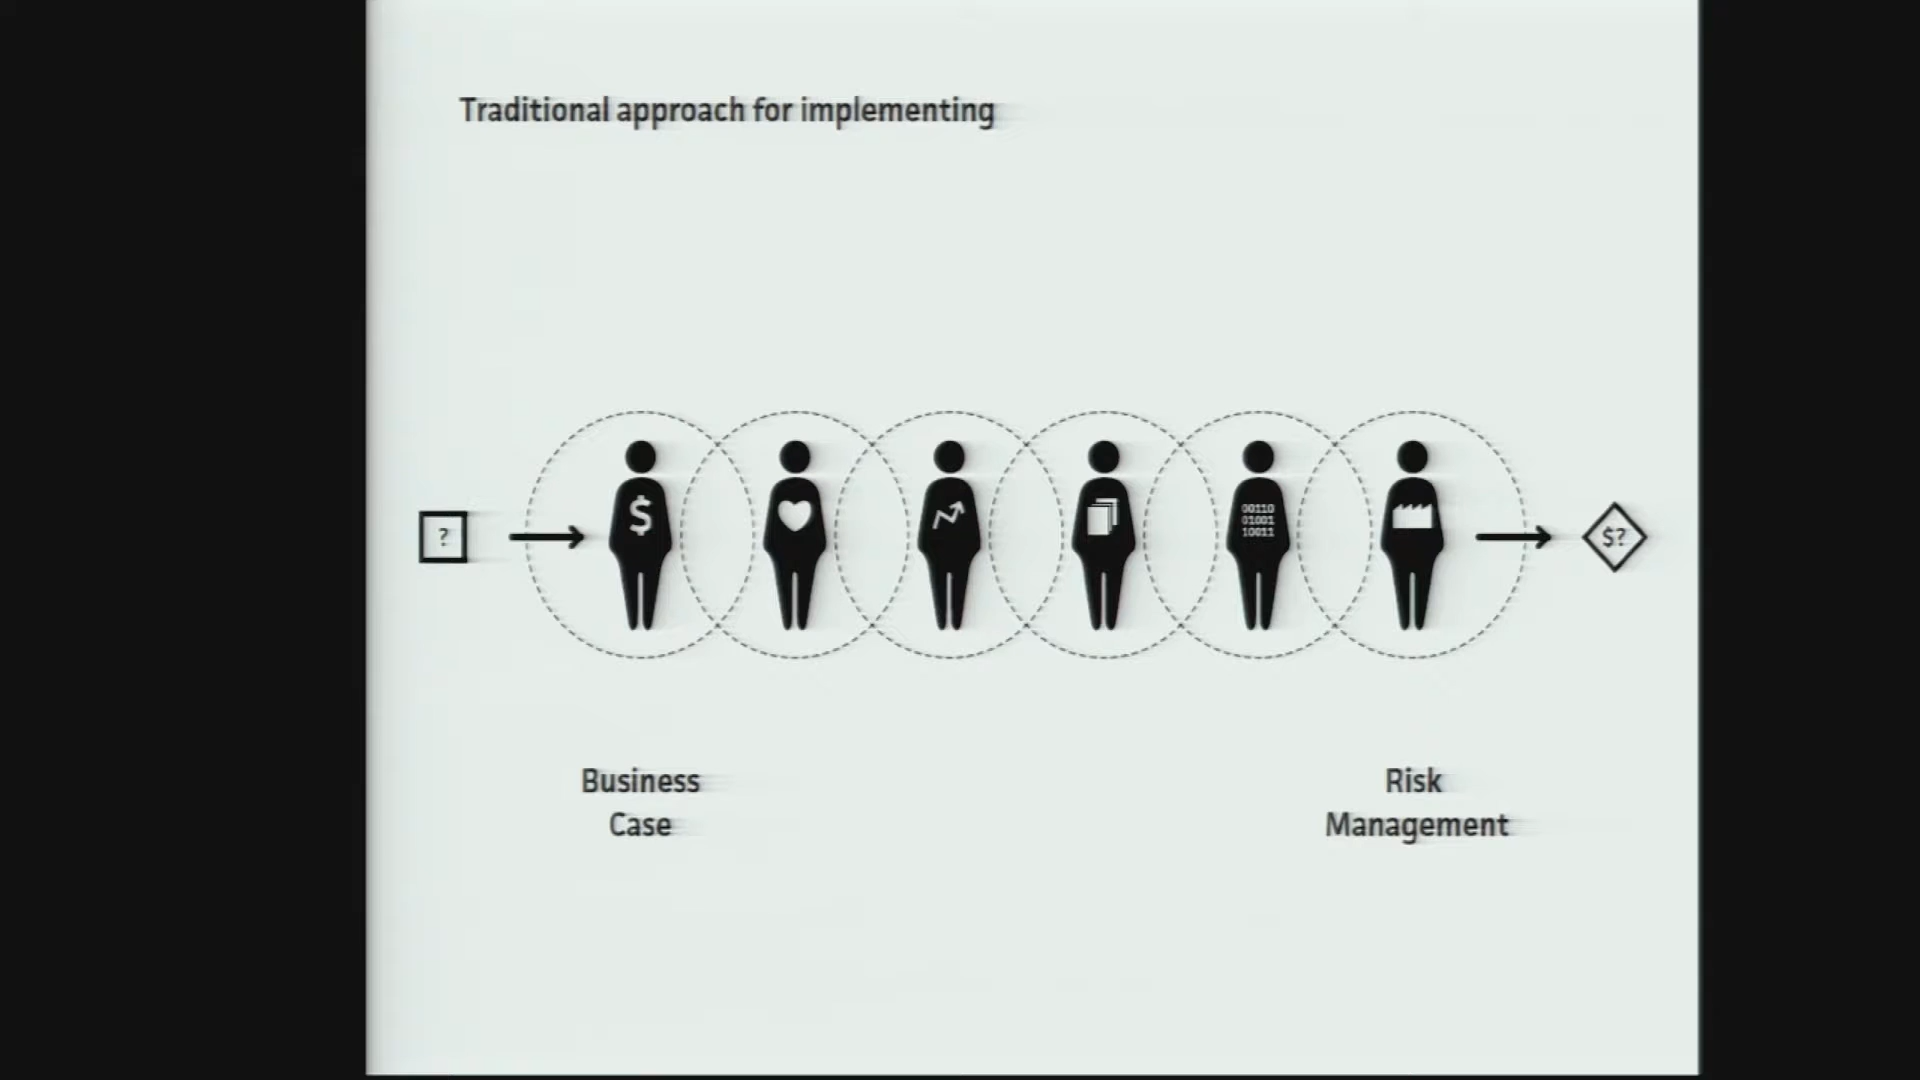 Traditional approach for implementing
?
$
00110
01001
10011
$?
Business
Case
Risk
Management